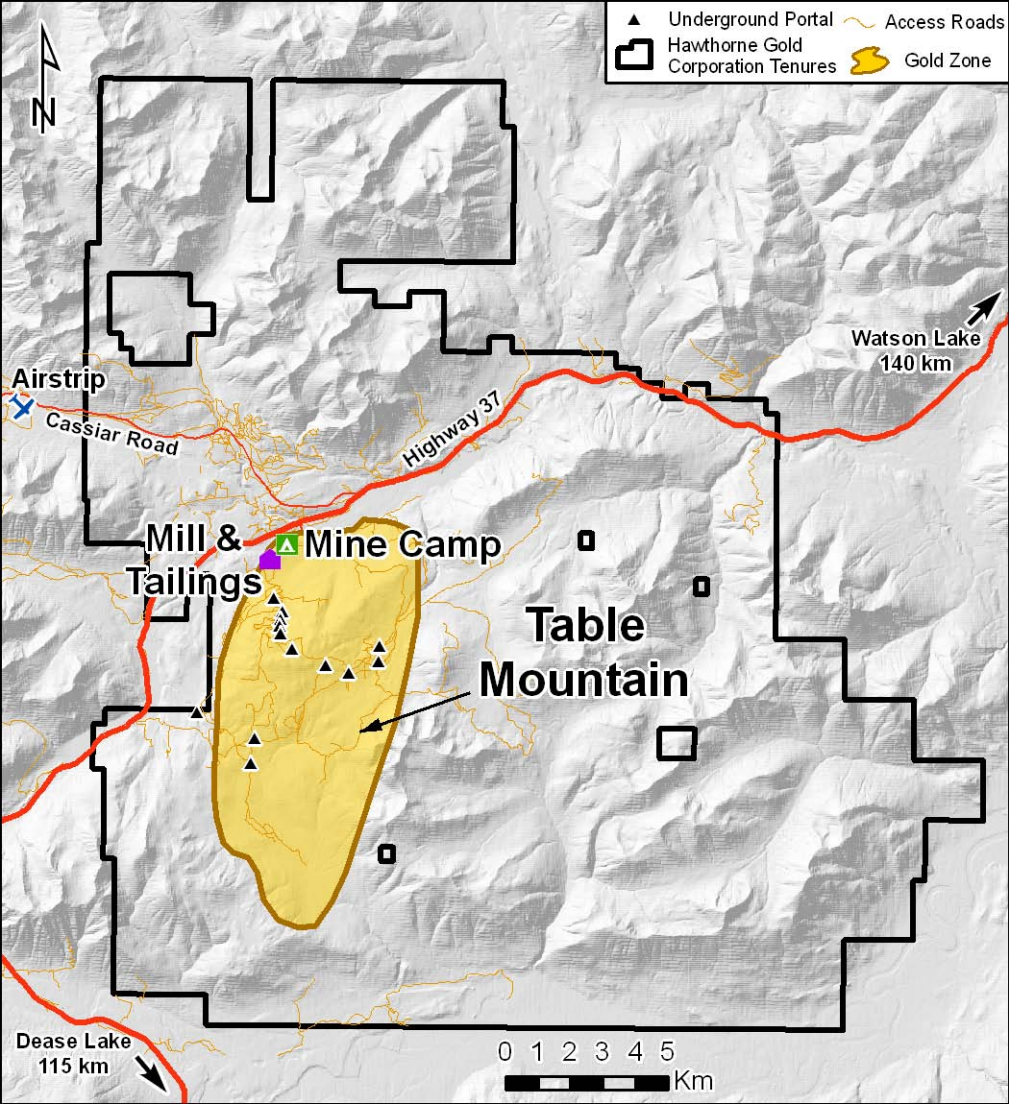 Underground Portal
Access Roads
Hawthorne Gold
Corporation Tenures
Gold Zone
N
Watson Lake
140 km
Airstrip
Cassiar Road
Highway 37
Mill &
Tailings
Mine Camp
Table
Mountain
Dease Lake
115 km
0 1 2 3 4 5
Km